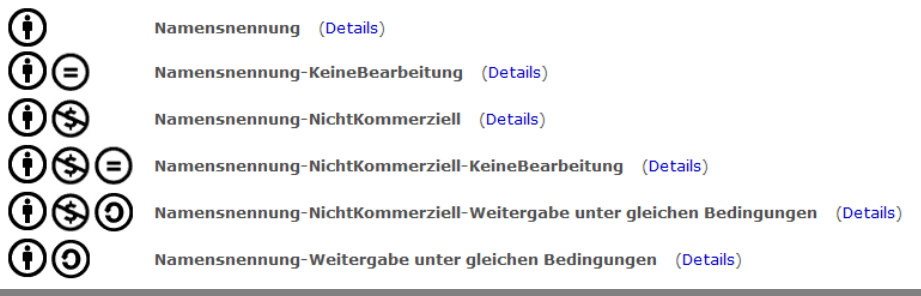 Namensnennung (Details)
Namensnennung-KeineBearbeitung (Details)
Namensnennung-NichtKommerziell (Details)
Namensnennung-NichtKommerziell-KeineBearbeitung (Details)
Namensnennung-NichtKommerziell-Weitergabe unter gleichen Bedingungen (Details)
Namensnennung-Weitergabe unter gleichen Bedingungen (Details)